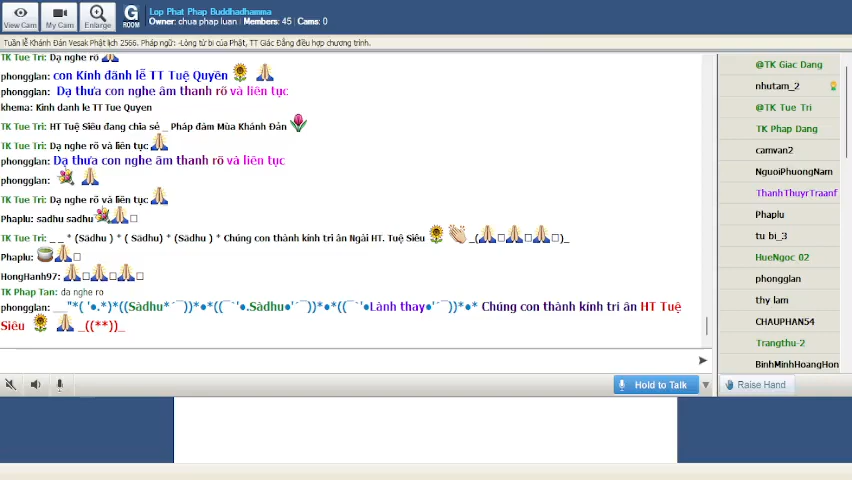 Lop Phat Phap Buddhadhamma
Owner: chua phap luan Members: 45 Cams: 0
View Cam
My Cam
Enlarge
G
ROOM
Tuần lễ Khánh Đản Vesak Phật lịch 2566. Pháp ngữ: -Lòng từ bi của Phật, TT Giác Đẳng điều hợp chương trình.
TK Tue Tri: Dạ nghe rõ
phongglan: con Kính đãnh lễ TT Tuệ Quyền
phongglan: Dạ thưa con nghe âm thanh rõ và liên tục
khema: Kinh danh le TT Tue Quyen
TK Tue Tri: HT Tuệ Siêu đang chia sẻ _ Pháp đàm Mùa Khánh Đản
TK Tue Tri: Dạ nghe rõ và liên tục
phongglan: Dạ thưa con nghe âm thanh rõ và liên tục
phongglan:
TK Tue Tri: Dạ nghe rõ và liên tục
Phaplu: sadhu sadhu
TK Tue Tri: _ _ * (Sādhu ) * ( Sādhu) * (Sādhu ) * Chúng con thành kính tri ân Ngài HT. Tuệ Siêu _( )_
Phaplu:
HongHanh97:
TK Phap Tan: da nghe ro
phongglan: __"*( '●.*)*((Sàdhu*´¯))*●*((¯`'●.Sàdhu●'´¯))*●*((¯`'●Lành thay●'´¯))*●* Chúng con thành kính tri ân HT Tuệ
Siêu _((**))_
Hold to Talk
@TK Giac Dang
nhutam_2
@TK Tue Tri
TK Phap Dang
camvan2
NguoiPhuongNam
ThanhThuyrTraanf
Phaplu
tu bi_3
HueNgoc 02
phongglan
thy lam
CHAUPHAN54
Trangthu-2
BinhMinhHoangHon
Raise Hand